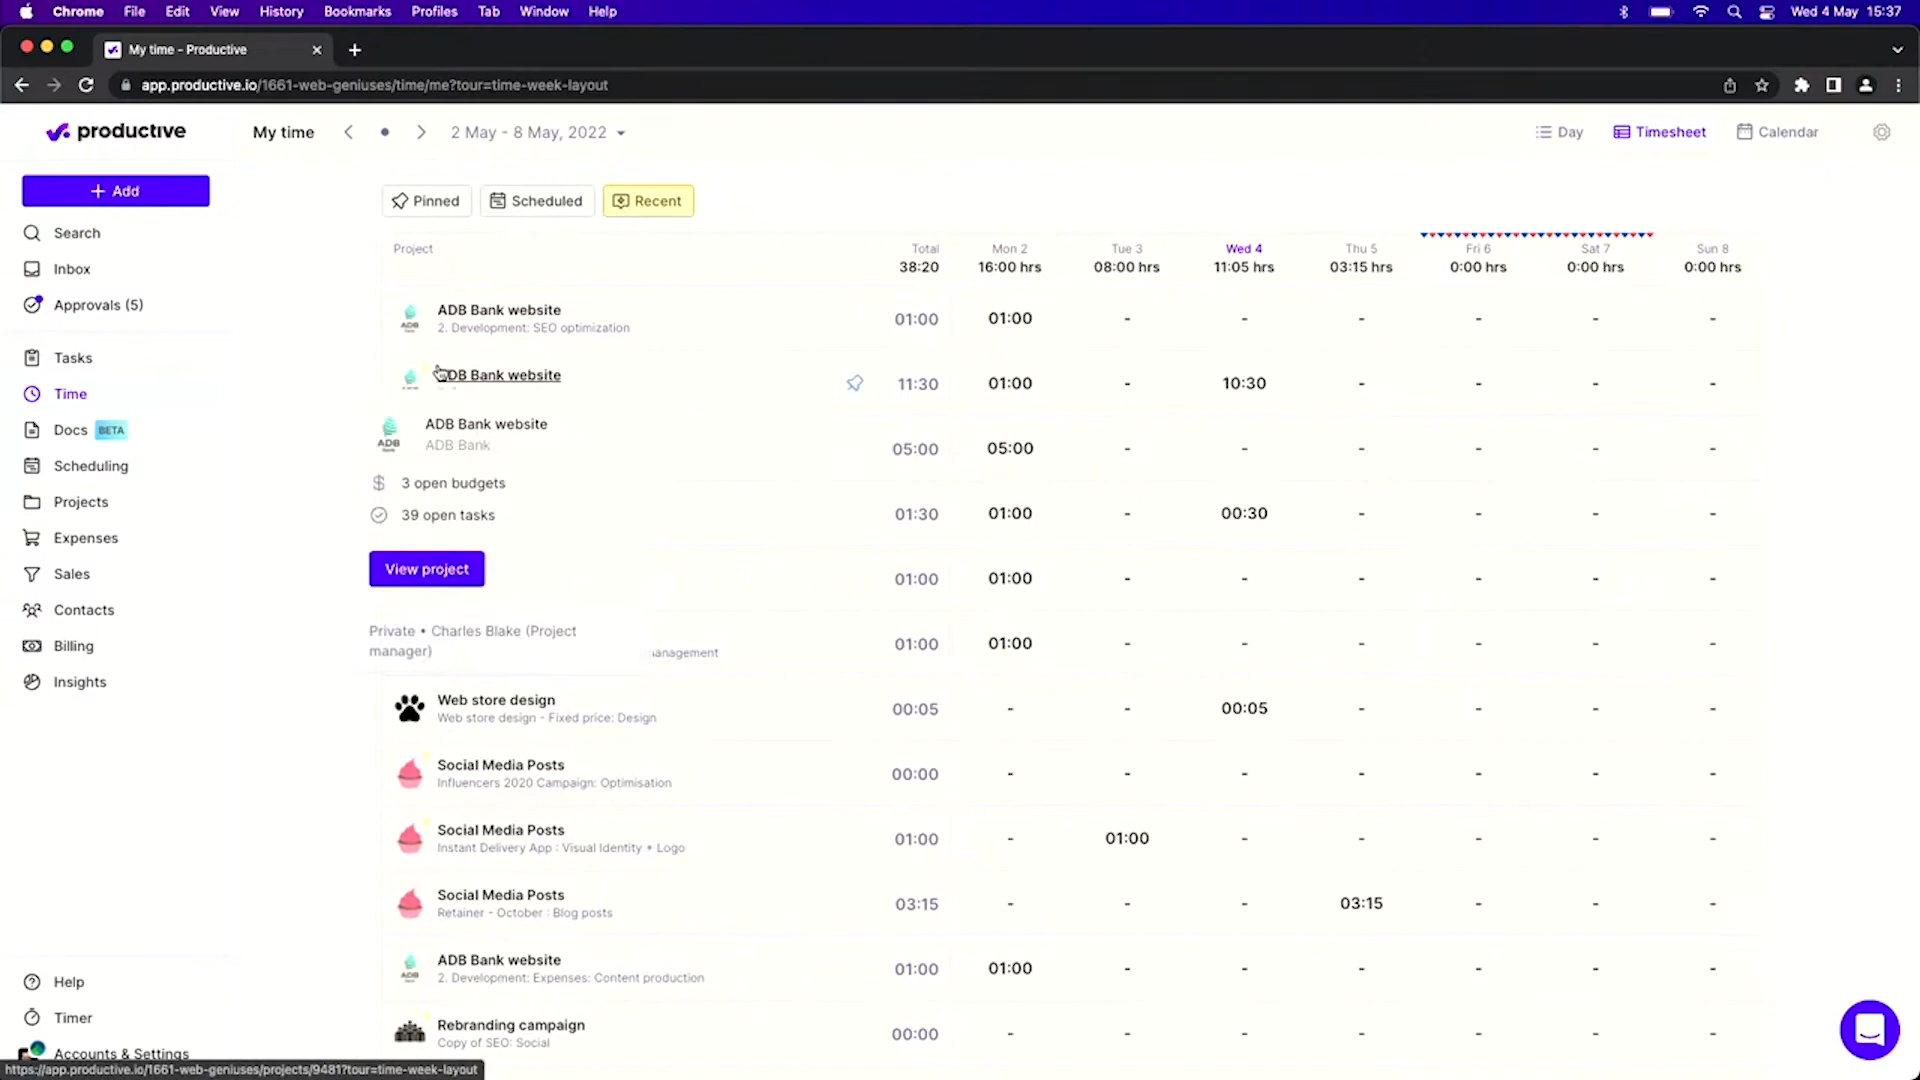 Chrome File Edit View History Bookmarks Profiles Tab Window Help
Wed 4 May 15:37
My time - Productive
app.productive.io/1661-web-geniuses/time/me?tour=time-week-layout
productive
My time
2 May - 8 May, 2022
Day
Timesheet
Calendar
Add
Search
Inbox
Approvals (5)
Tasks
Time
Docs BETA
Scheduling
Projects
Expenses
Sales
Contacts
Billing
Insights
Help
Timer
Accounts & Settings
Pinned
Scheduled
Recent
Project Total Mon 2 Tue 3 Wed 4 Thu 5 Fri 6 Sat 7 Sun 8
38:20 16:00 hrs 08:00 hrs 11:05 hrs 03:15 hrs 0:00 hrs 0:00 hrs 0:00 hrs
ADB Bank website
2. Development: SEO optimization
01:00 01:00 - - - - - -
ADB Bank website
11:30 01:00 - 10:30 - - - -
ADB Bank website
ADB Bank
ADB
05:00 05:00 - - - - - -
3 open budgets
39 open tasks
01:30 01:00 - 00:30 - - - -
View project
01:00 01:00 - - - - - -
Private • Charles Blake (Project
manager)
anagement
01:00 01:00 - - - - - -
Web store design
Web store design - Fixed price: Design
00:05 - - 00:05 - - - -
Social Media Posts
Influencers 2020 Campaign: Optimisation
00:00 - - - - - - -
Social Media Posts
Instant Delivery App : Visual Identity + Logo
01:00 - 01:00 - - - - -
Social Media Posts
Retainer - October : Blog posts
03:15 - - - 03:15 - - -
ADB Bank website
2. Development: Expenses: Content production
01:00 01:00 - - - - - -
Rebranding campaign
Copy of SEO: Social
00:00 - - - - - - -
https://app.productive.io/1661-web-geniuses/projects/9481?tour=time-week-layout